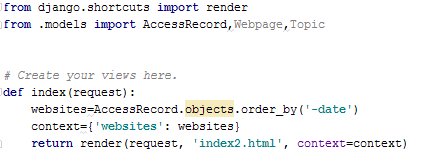 from django.shortcuts import render
from .models import AccessRecord,Webpage,Topic
# Create your views here.
def index(request):
    websites=AccessRecord.objects.order_by('-date')
    context={'websites': websites}
    return render(request, 'index2.html', context=context)